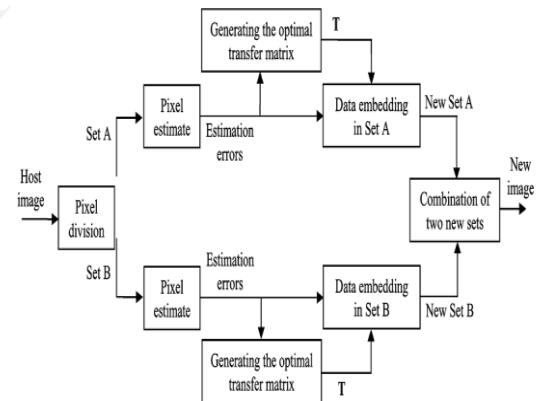 Generating the optimal
transfer matrix
T
Pixel
estimate
Set A
Estimation
errors
Data embedding
in Set A
New Set A
Host
image
Pixel
division
Combination of
two new sets
New
image
Set B
Pixel
estimate
Estimation
errors
Data embedding
in Set B
New Set B
Generating the optimal
transfer matrix
T